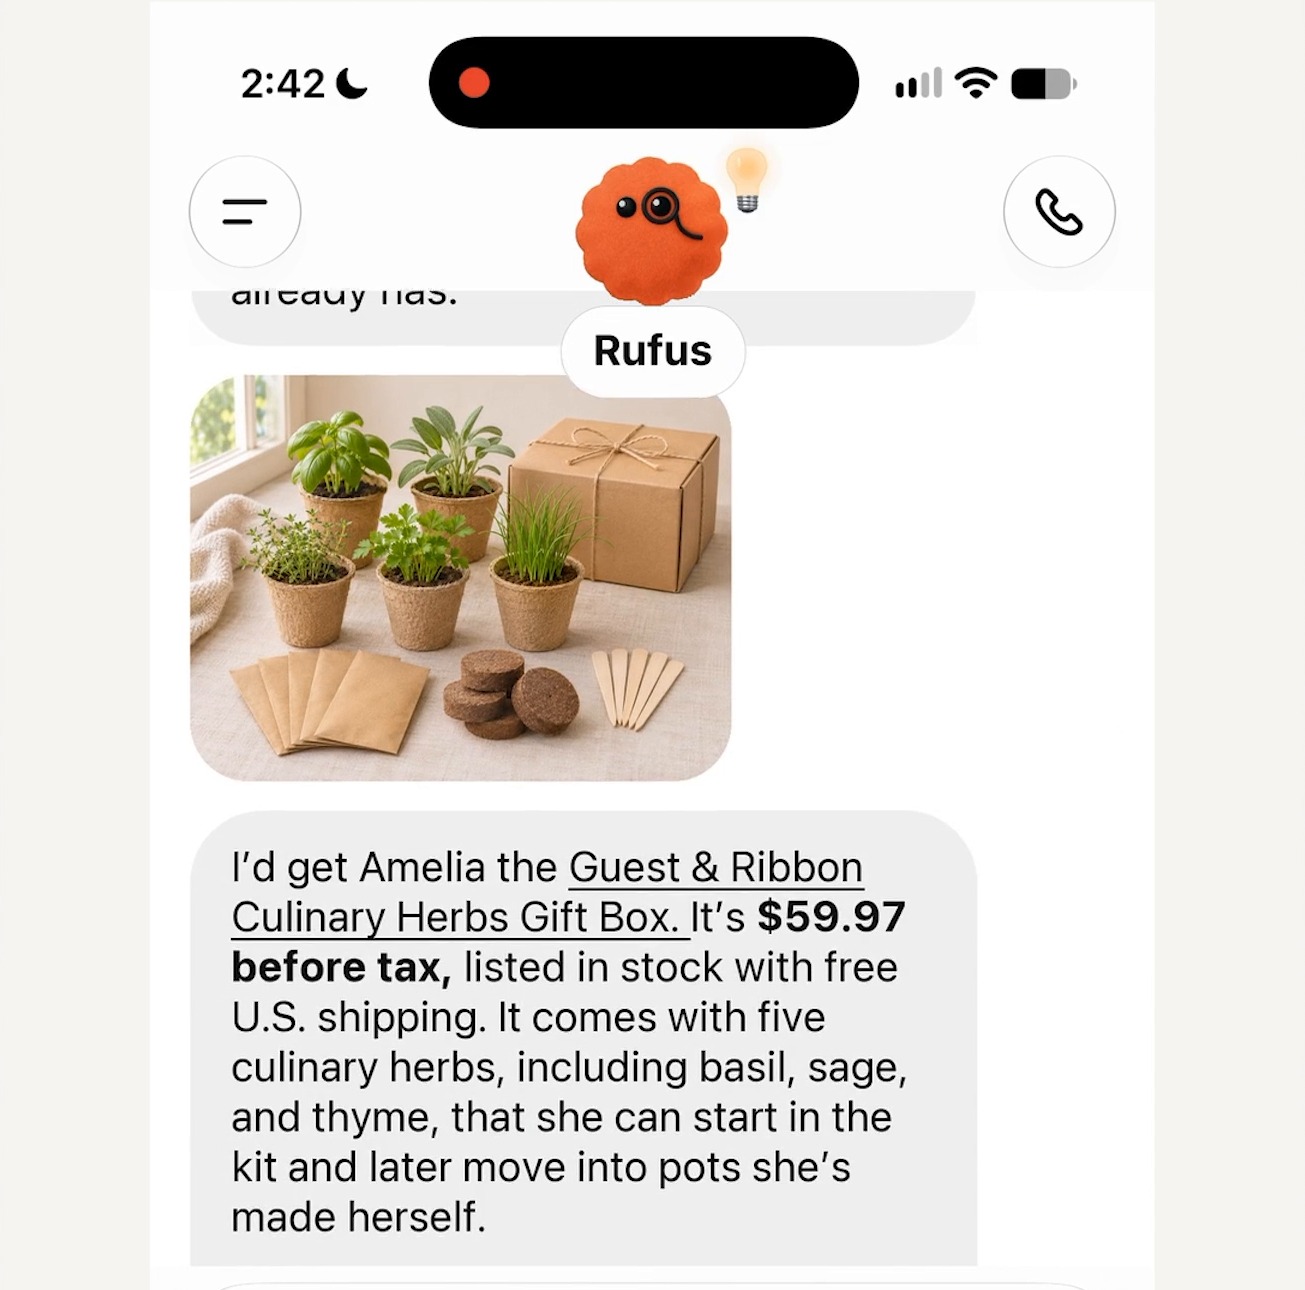 2:42
already has.
Rufus
I’d get Amelia the Guest & Ribbon
Culinary Herbs Gift Box. It’s $59.97
before tax, listed in stock with free
U.S. shipping. It comes with five
culinary herbs, including basil, sage,
and thyme, that she can start in the
kit and later move into pots she’s
made herself.